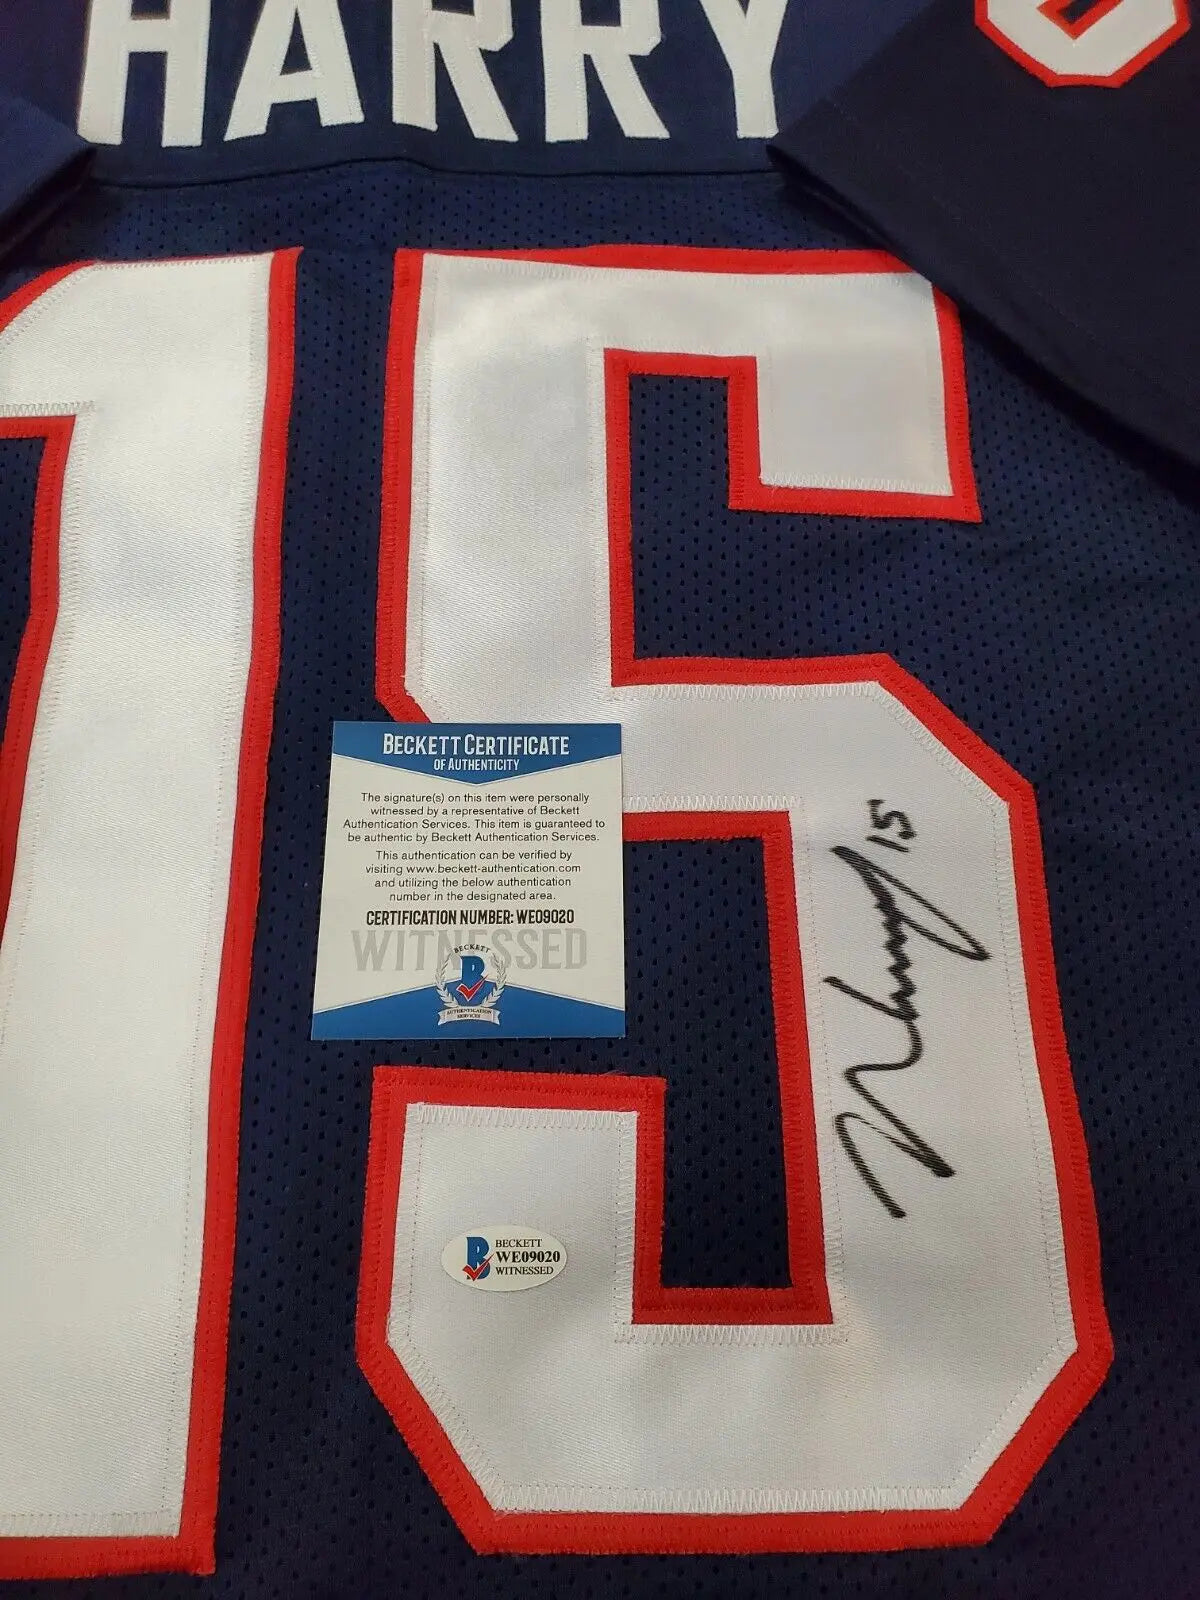 HARRY
15
BECKETT CERTIFICATE
OF AUTHENTICITY
The signature(s) on this item were personally
witnessed by a representative of Beckett
Authentication Services. This item is guaranteed to
be authentic by Beckett Authentication Services.
This authentication can be verified by
visiting www.beckett-authentication.com
and utilizing the below authentication
number in the designated area.
CERTIFICATION NUMBER: WE09020
WITNESSED
BECKETT
B
AUTHENTICATION
SERVICES
15
B
BECKETT
WE09020
WITNESSED